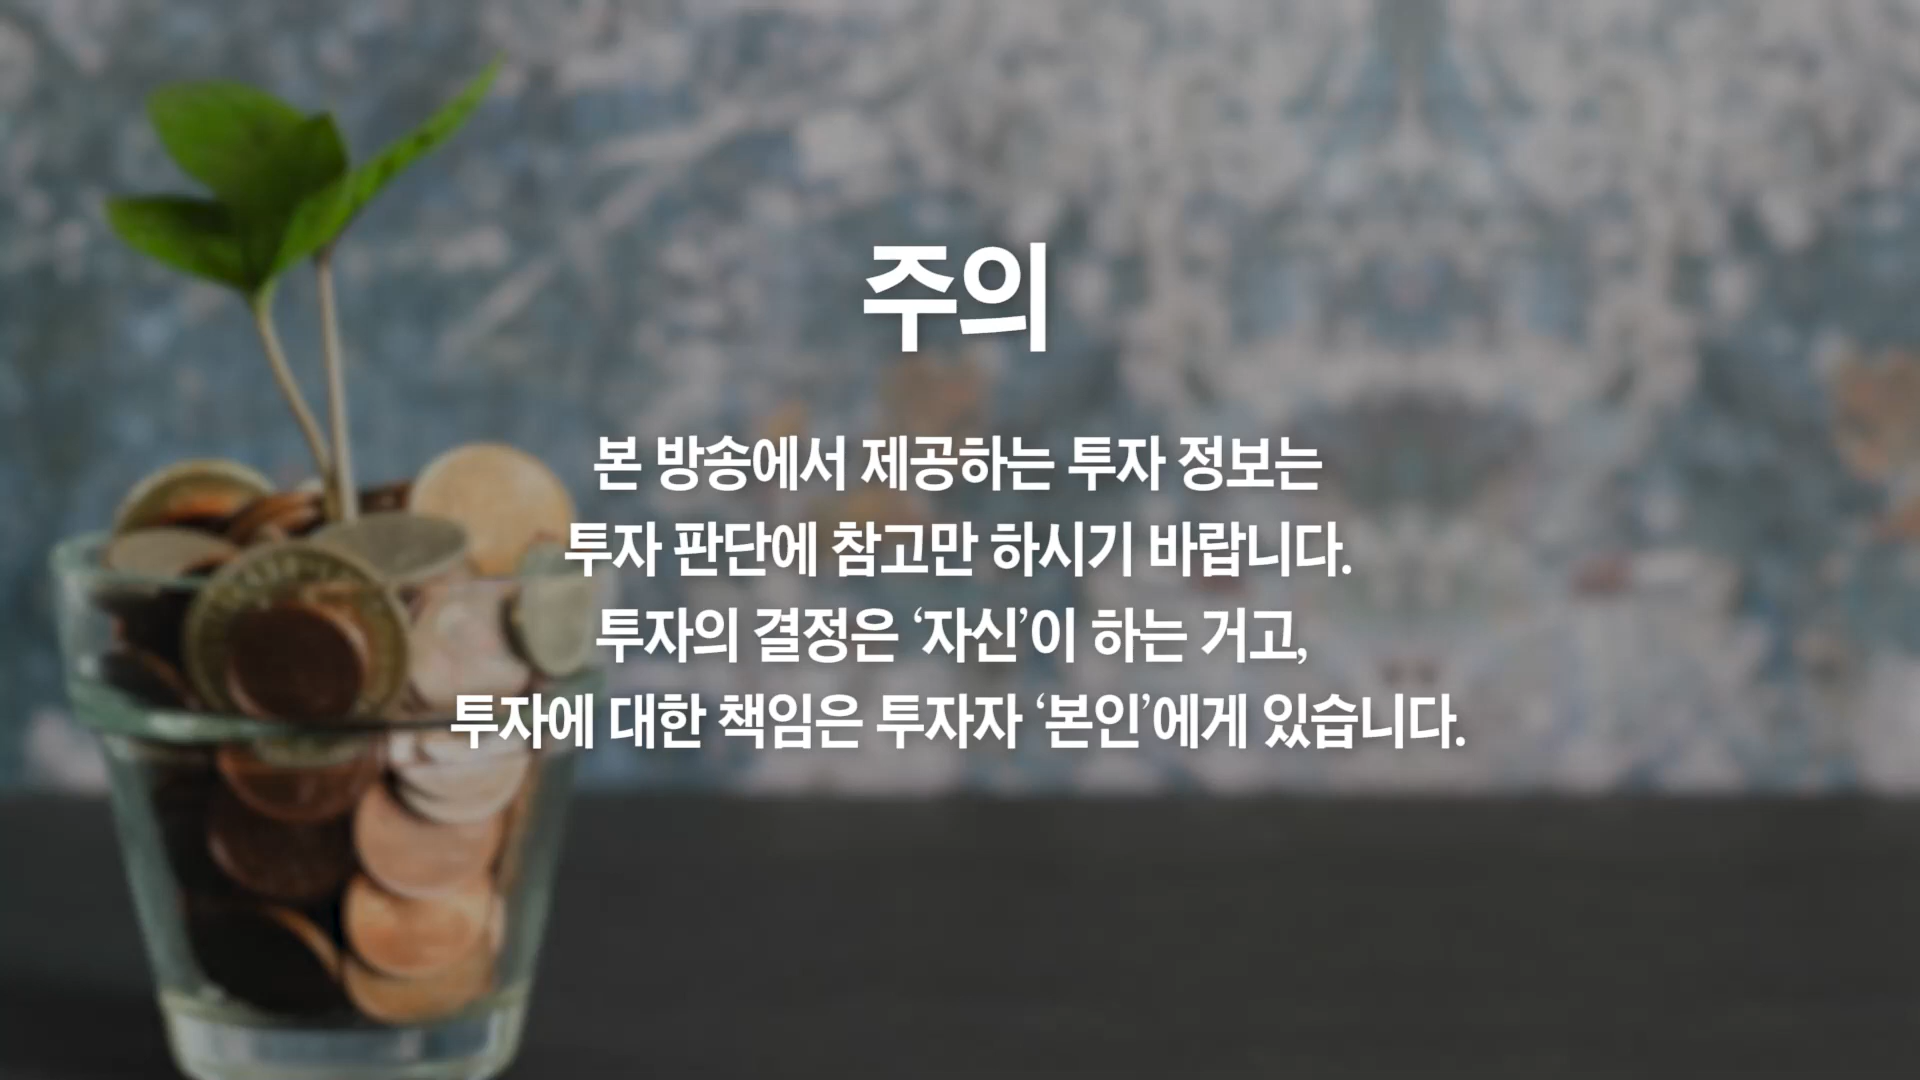 주의
본 방송에서 제공하는 투자 정보는
투자 판단에 참고만 하시기 바랍니다.
투자의 결정은 ‘자신’이 하는 거고,
투자에 대한 책임은 투자자 ‘본인’에게 있습니다.